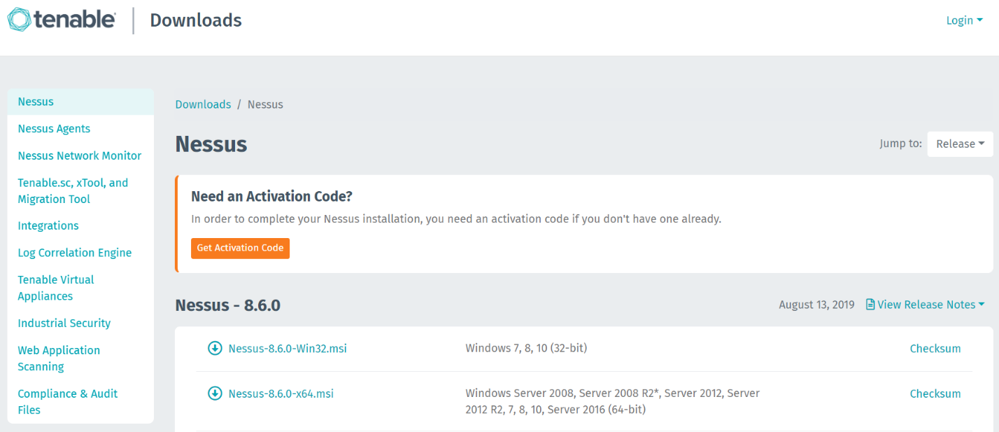 tenable
Downloads
Login
Nessus
Nessus Agents
Nessus Network Monitor
Tenable.sc, xTool, and
Migration Tool
Integrations
Log Correlation Engine
Tenable Virtual
Appliances
Industrial Security
Web Application
Scanning
Compliance & Audit
Files
Downloads / Nessus
Nessus
Jump to: Release
Need an Activation Code?
In order to complete your Nessus installation, you need an activation code if you don't have one already.
Get Activation Code
Nessus - 8.6.0
August 13, 2019 View Release Notes
Nessus-8.6.0-Win32.msi
Windows 7, 8, 10 (32-bit)
Checksum
Nessus-8.6.0-x64.msi
Windows Server 2008, Server 2008 R2*, Server 2012, Server
2012 R2, 7, 8, 10, Server 2016 (64-bit)
Checksum